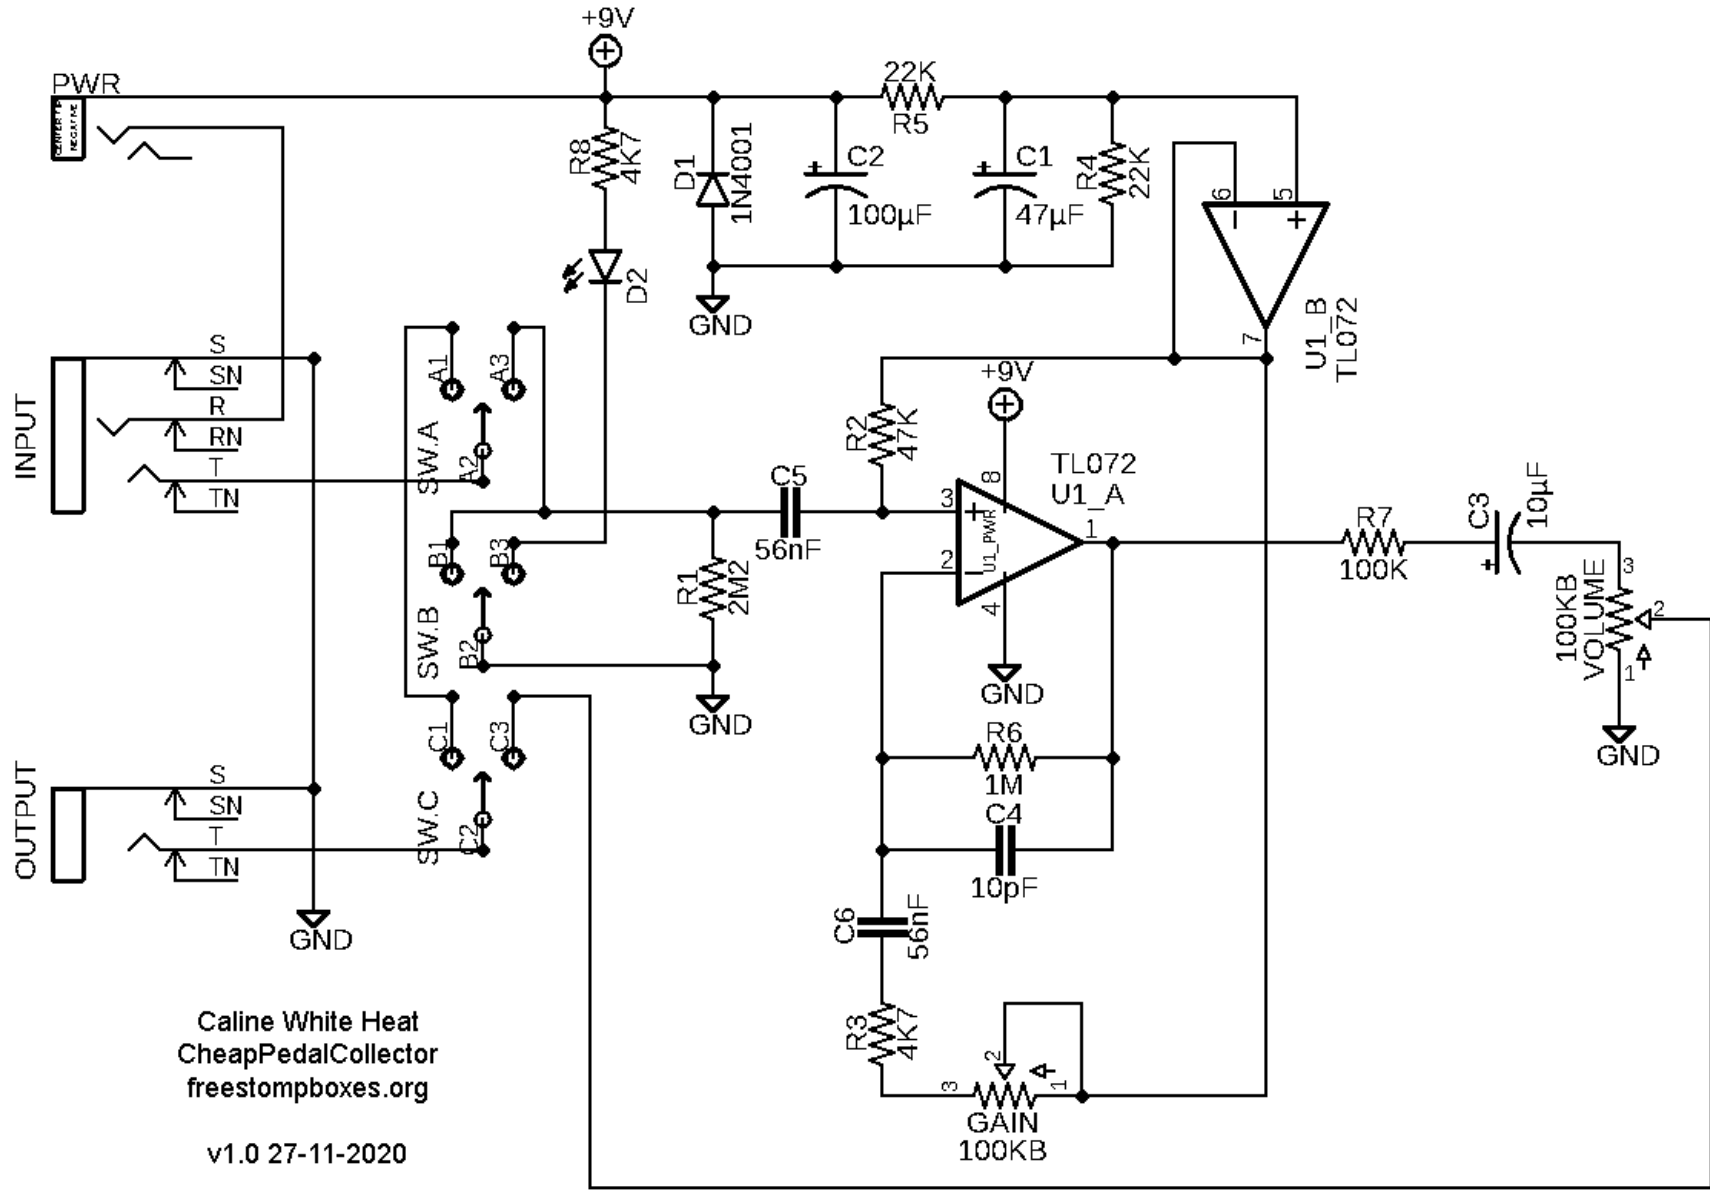 +9V
PWR
CENTER TIP
NEGATIVE
22K
R5
R8
4K7
D1
1N4001
C2
100µF
C1
47µF
R4
22K
6
5
7
U1_B
TL072
D2
GND
S
SN
R
RN
T
TN
INPUT
A1
A3
SW.A
A2
B1
B3
SW.B
B2
C1
C3
SW.C
C2
+9V
R2
47K
TL072
U1_A
8
C5
56nF
3
U1_PWR
1
2
4
GND
R1
2M2
GND
R7
100K
C3
10µF
3
100KB
VOLUME
2
1
GND
R6
1M
C4
10pF
OUTPUT
S
SN
T
TN
GND
C6
56nF
R3
4K7
2
3
1
GAIN
100KB
Caline White Heat
CheapPedalCollector
freestompboxes.org
v1.0 27-11-2020